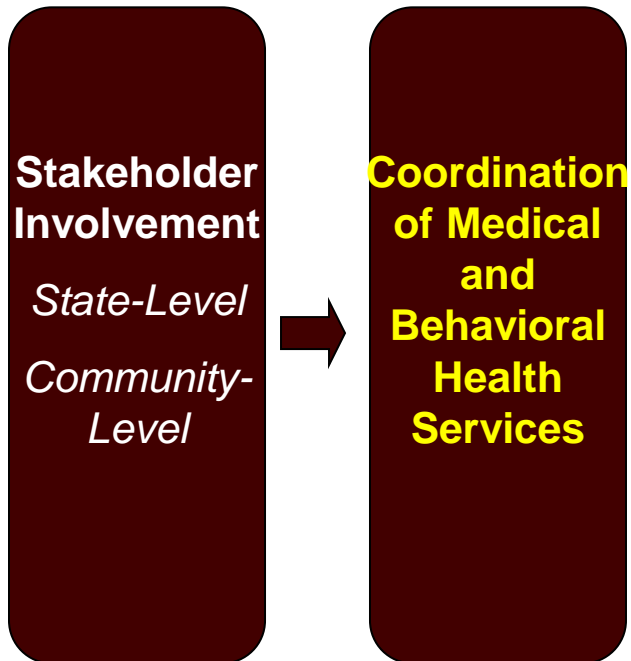 Stakeholder
Involvement
State-Level
Community-
Level
Coordination
of Medical
and
Behavioral
Health
Services